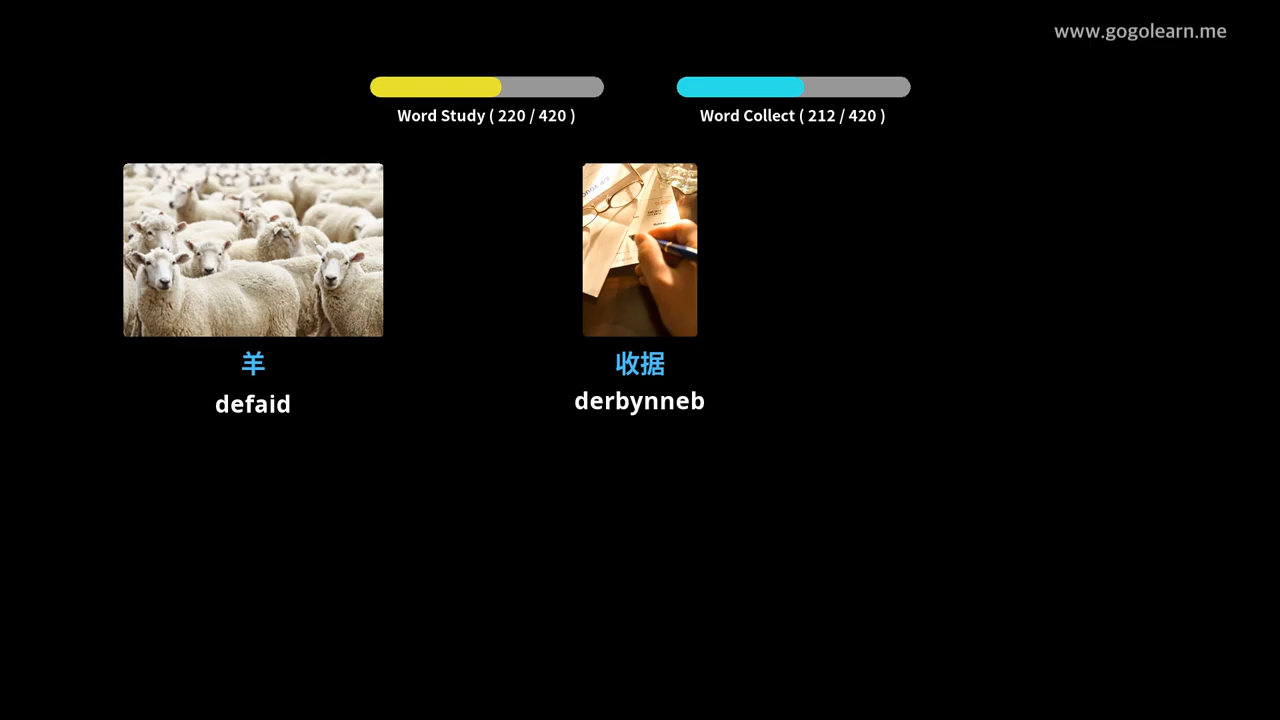 www.gogolearn.me
Word Study ( 220 / 420 )
Word Collect ( 212 / 420 )
羊
defaid
收据
derbynneb